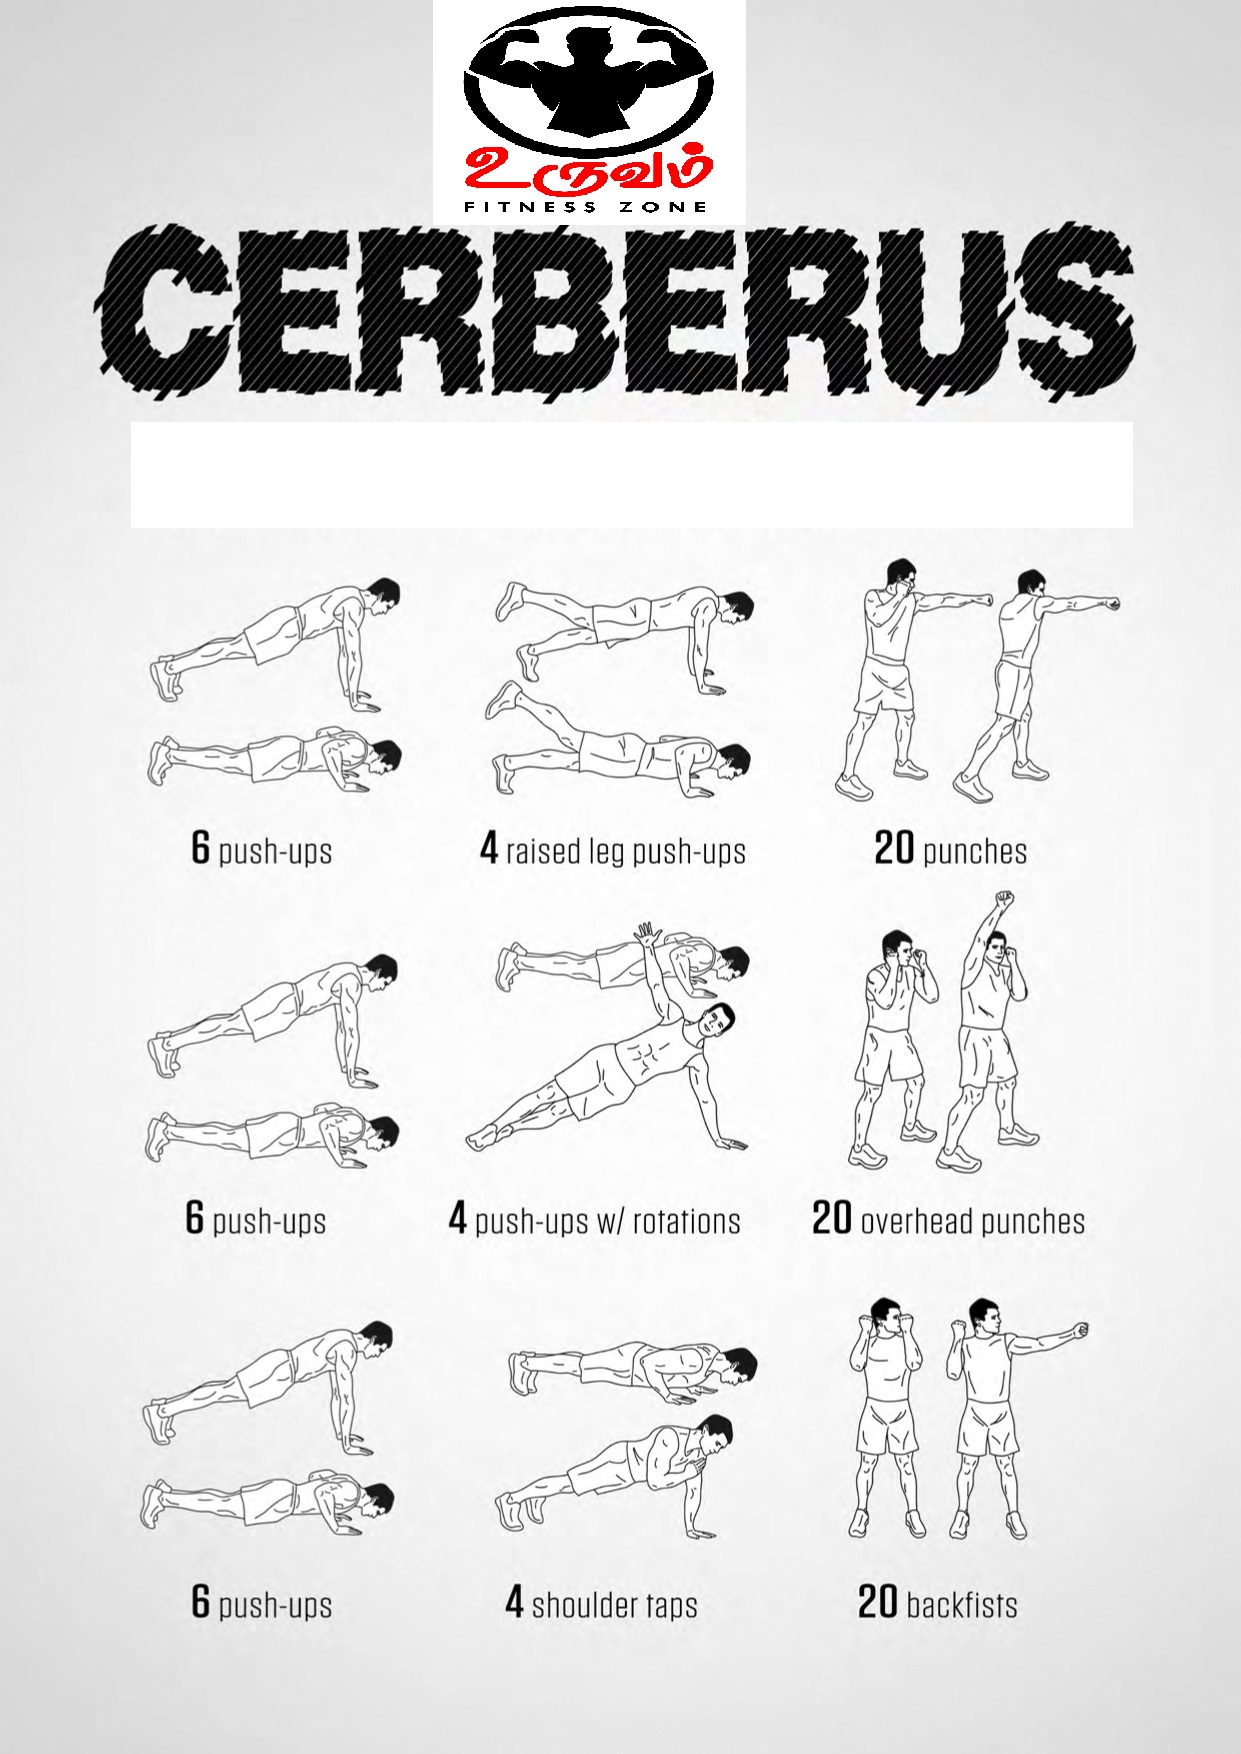 உருவம்
FITNESS ZONE
CERBERUS
6 push-ups
4 raised leg push-ups
20 punches
6 push-ups
4 push-ups w/ rotations
20 overhead punches
6 push-ups
4 shoulder taps
20 backfists